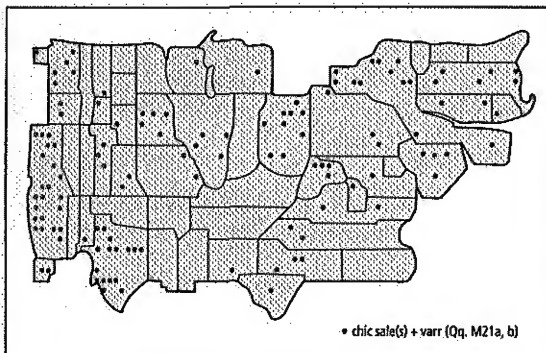 • chic sale(s) + varr (Qq. M21a, b)